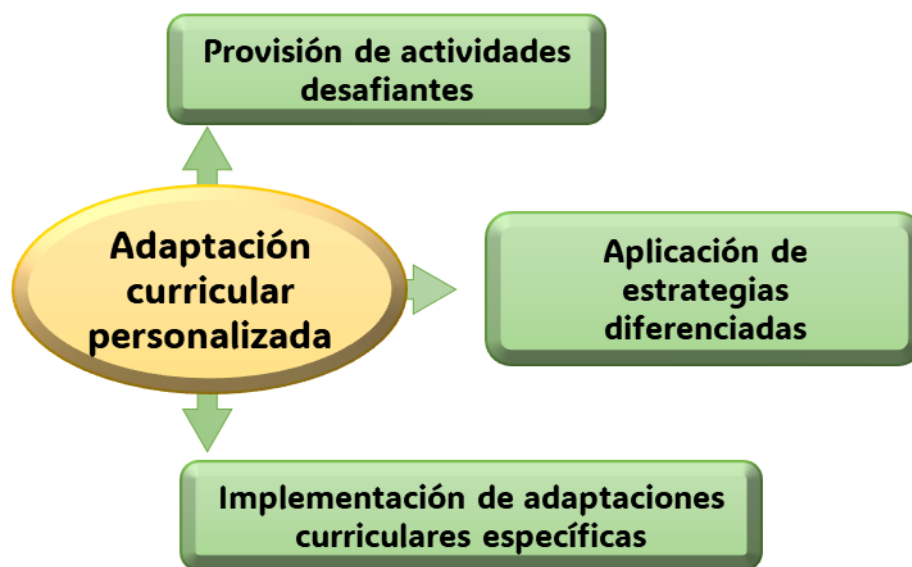 Provisión de actividades
desafiantes
Adaptación
curricular
personalizada
Aplicación de
estrategias
diferenciadas
Implementación de adaptaciones
curriculares específicas